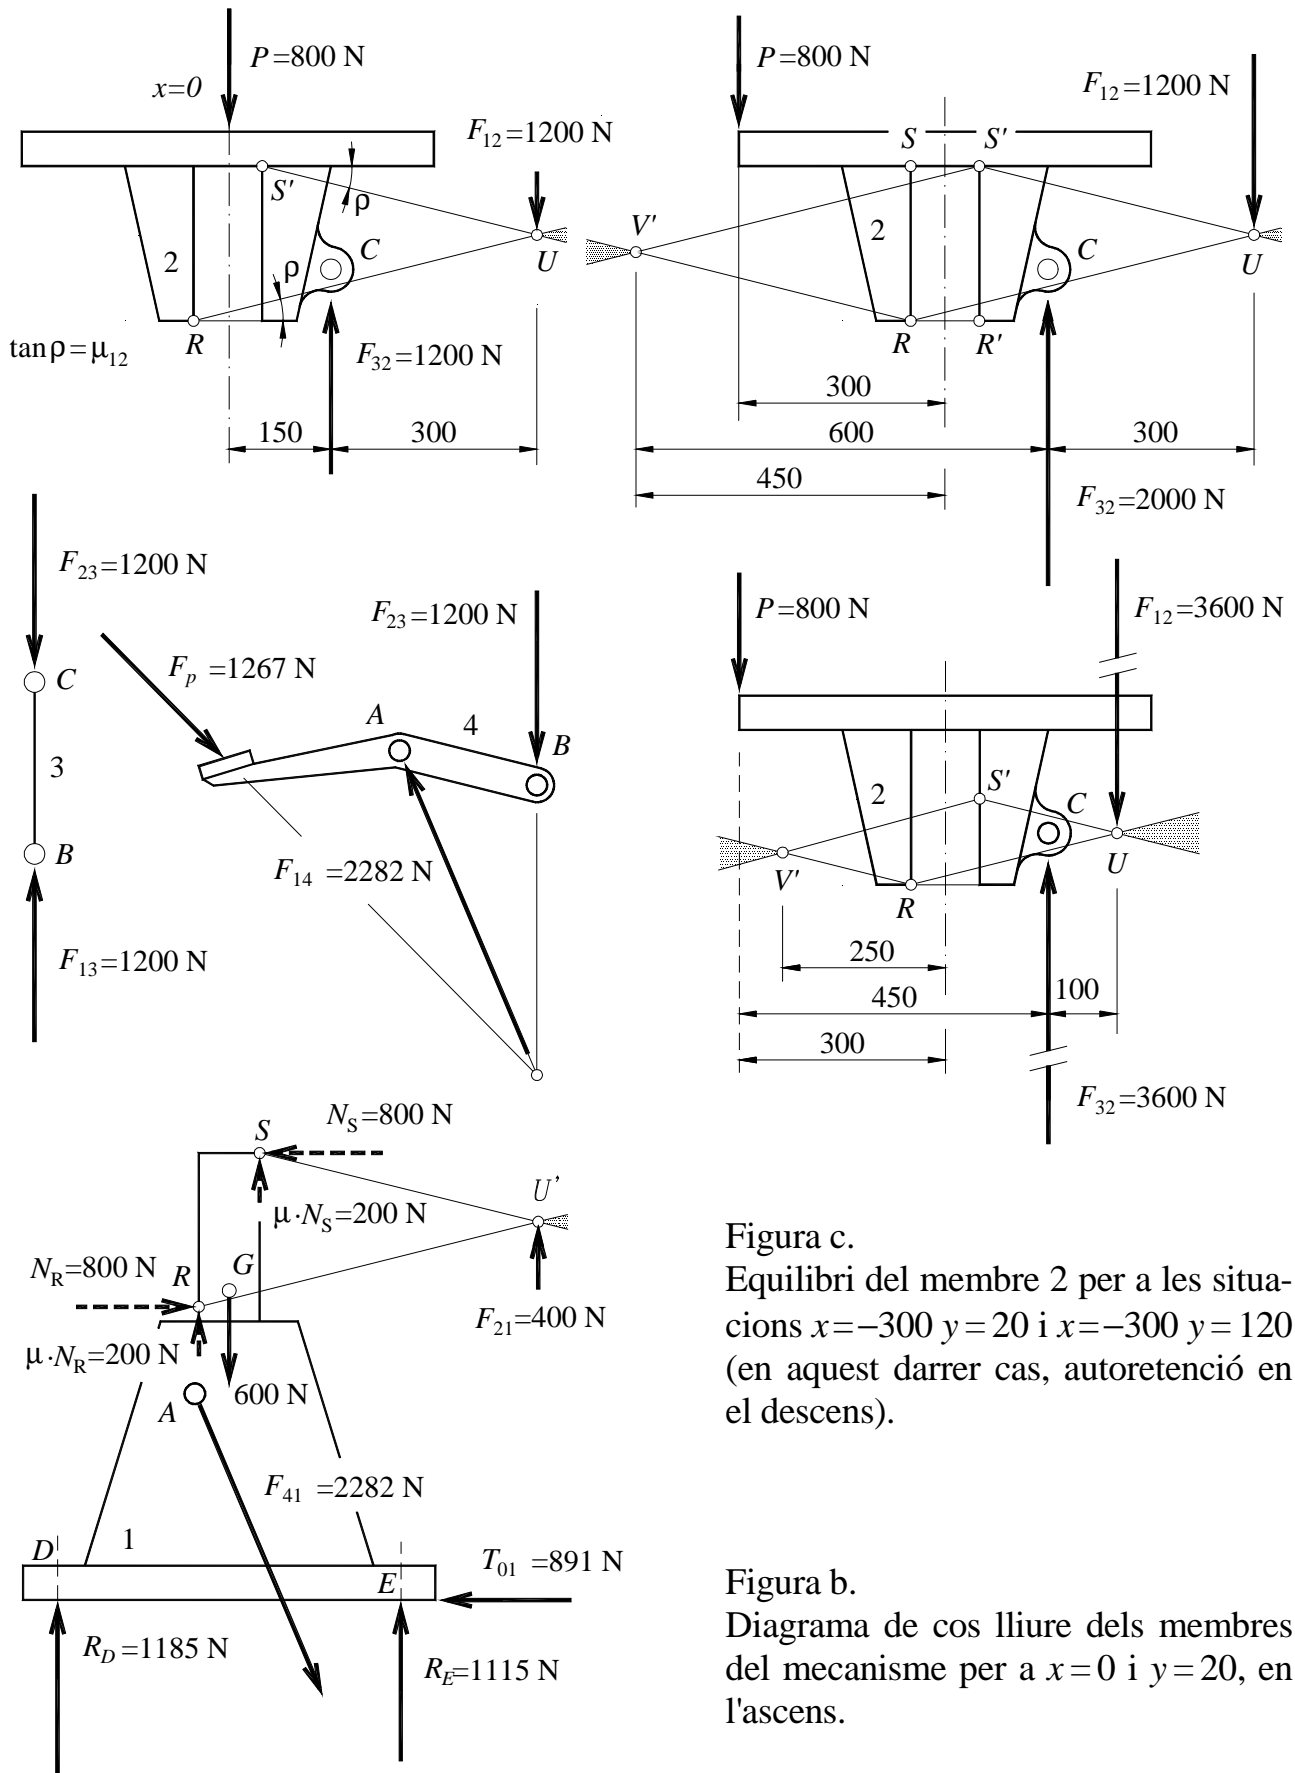 P=800 N
x=0
F12=1200 N
S'
ρ
2
C
U
ρ
R
tan ρ = μ12
F32=1200 N
150
300
P=800 N
F12=1200 N
S
S'
V'
2
C
U
R
R'
300
600
300
450
F32=2000 N
F23=1200 N
C
3
B
F13=1200 N
Fp =1267 N
F23=1200 N
A
4
B
F14 =2282 N
P=800 N
F12=3600 N
S'
2
C
V'
U
R
250
450
100
300
F32=3600 N
NS=800 N
S
U'
μ·NS=200 N
NR=800 N
R
G
F21=400 N
μ·NR=200 N
600 N
A
F41 =2282 N
1
D
E
T01 =891 N
RD=1185 N
RE=1115 N
Figura c.
Equilibri del membre 2 per a les situa-
cions x=−300 y=20 i x=−300 y=120
(en aquest darrer cas, autoretenció en
el descens).
Figura b.
Diagrama de cos lliure dels membres
del mecanisme per a x=0 i y=20, en
l'ascens.